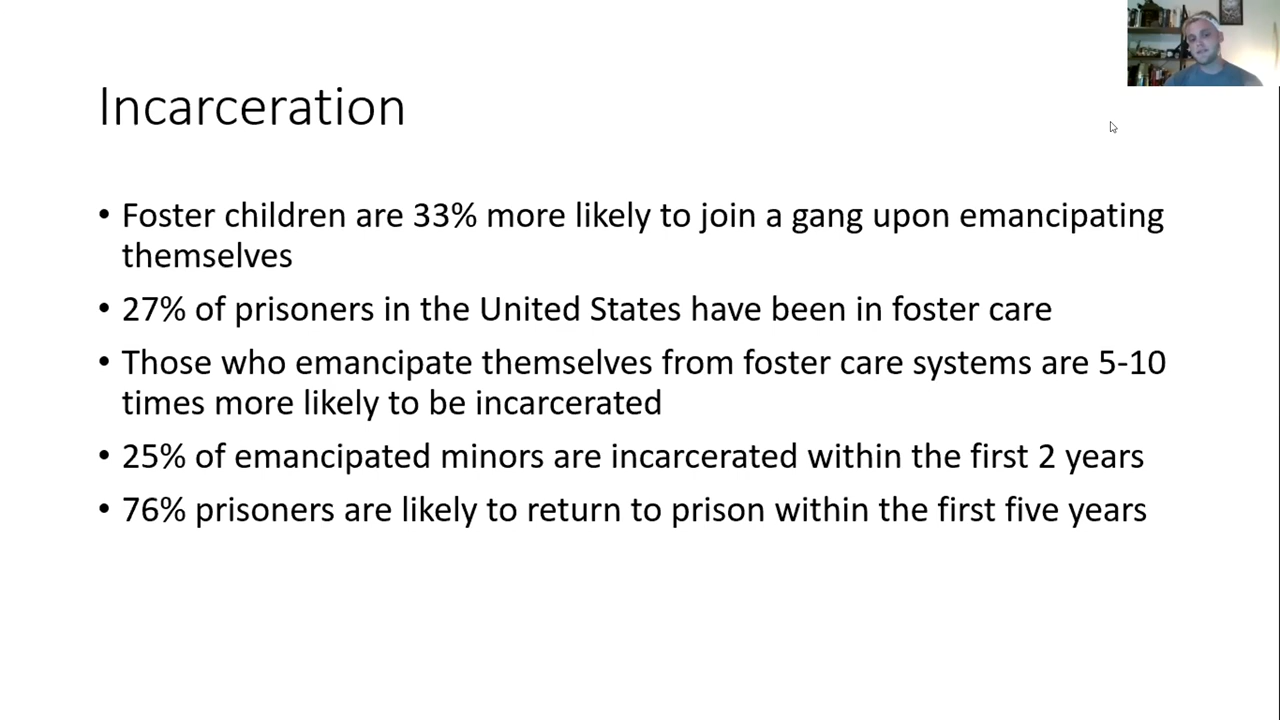 Incarceration
• Foster children are 33% more likely to join a gang upon emancipating
themselves
• 27% of prisoners in the United States have been in foster care
• Those who emancipate themselves from foster care systems are 5-10
times more likely to be incarcerated
• 25% of emancipated minors are incarcerated within the first 2 years
• 76% prisoners are likely to return to prison within the first five years